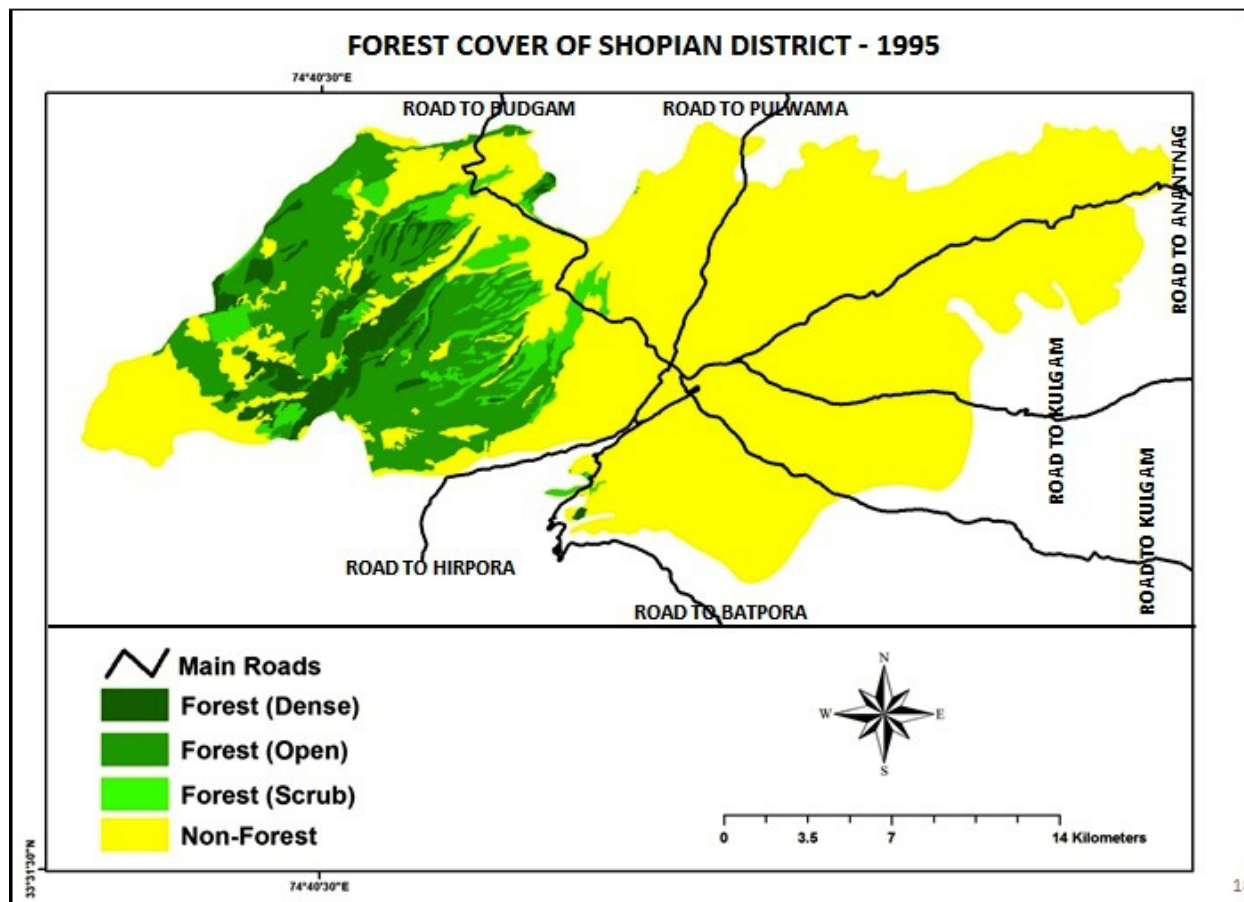 FOREST COVER OF SHOPIAN DISTRICT - 1995
74°40'30"E
ROAD TO BUDGAM
ROAD TO PULWAMA
ROAD TO ANANTNAG
ROAD TO KULGAM
ROAD TO KULGAM
ROAD TO HIRPORA
ROAD TO BATPORA
Main Roads
Forest (Dense)
Forest (Open)
Forest (Scrub)
Non-Forest
N
W
E
S
0 3.5 7 14 Kilometers
33°31'30"N
74°40'30"E